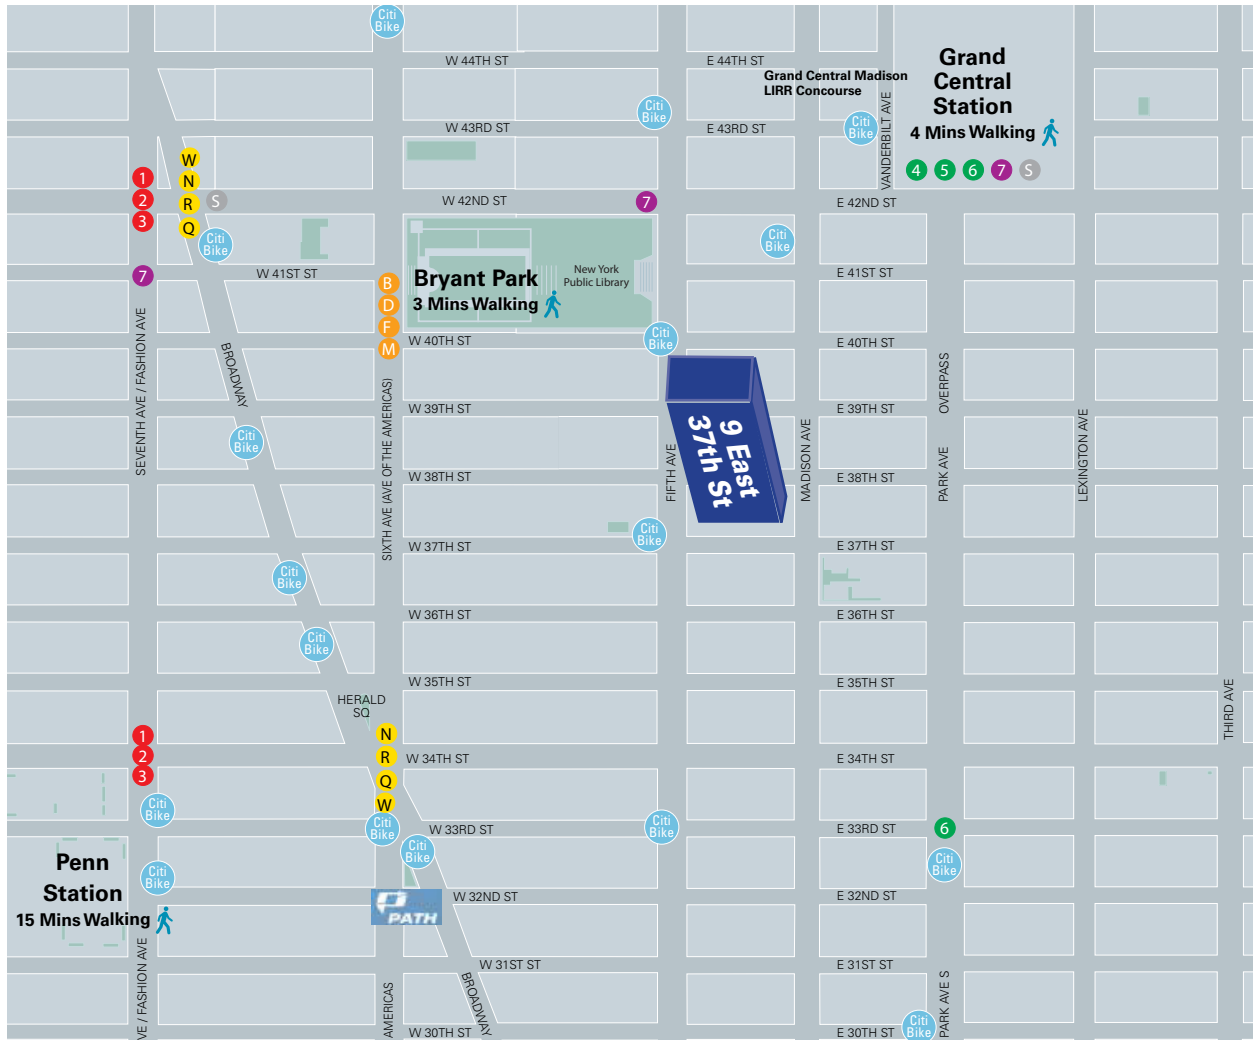 Citi
Bike
W 44TH ST
E 44TH ST
Grand Central Madison
LIRR Concourse
Grand
Central
Station
4 Mins Walking
4 5 6 7 S
VANDERBILT AVE
Citi
Bike
Citi
Bike
W 43RD ST
E 43RD ST
W
N
R
Q
1
2
3
S
W 42ND ST
7
E 42ND ST
Citi
Bike
Citi
Bike
7
W 41ST ST
E 41ST ST
B
D
F
M
Bryant Park
3 Mins Walking
New York
Public Library
Citi
Bike
W 40TH ST
E 40TH ST
SEVENTH AVE / FASHION AVE
BROADWAY
SIXTH AVE (AVE OF THE AMERICAS)
FIFTH AVE
9 East
37th St
MADISON AVE
PARK AVE
OVERPASS
LEXINGTON AVE
W 39TH ST
E 39TH ST
Citi
Bike
W 38TH ST
E 38TH ST
Citi
Bike
W 37TH ST
E 37TH ST
Citi
Bike
W 36TH ST
E 36TH ST
Citi
Bike
W 35TH ST
E 35TH ST
THIRD AVE
HERALD
SQ
1
2
3
N
R
Q
W
W 34TH ST
E 34TH ST
Citi
Bike
Citi
Bike
W 33RD ST
Citi
Bike
E 33RD ST
6
Citi
Bike
Citi
Bike
Penn
Station
15 Mins Walking
Citi
Bike
PATH
W 32ND ST
E 32ND ST
W 31ST ST
E 31ST ST
VE / FASHION AVE
AMERICAS
BROADWAY
PARK AVE S
W 30TH ST
E 30TH ST
Citi
Bike